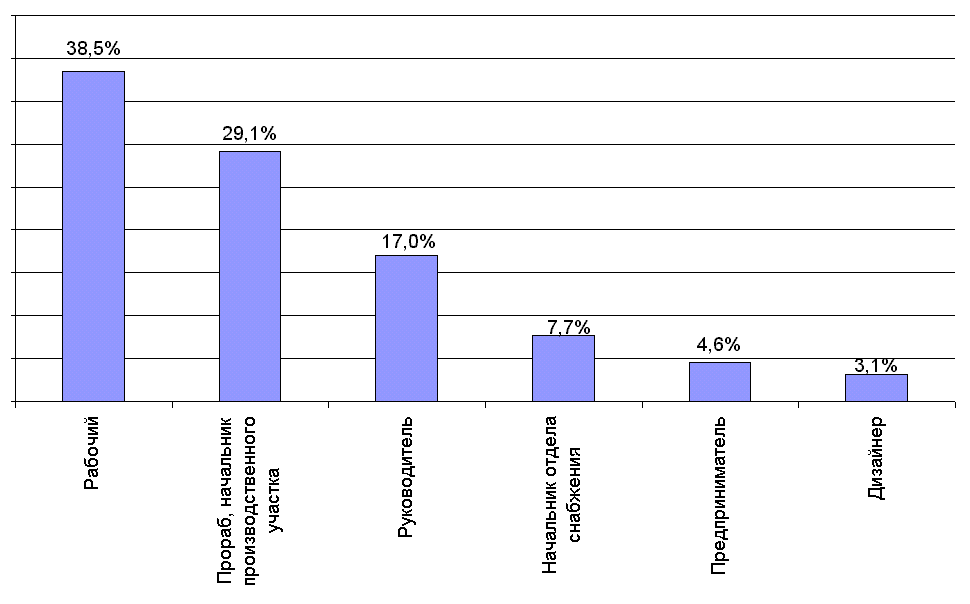 38,5%
29,1%
17,0%
7,7%
4,6%
3,1%
Рабочий
Прораб, начальник
производственного
участка
Руководитель
Начальник отдела
снабжения
Предприниматель
Дизайнер